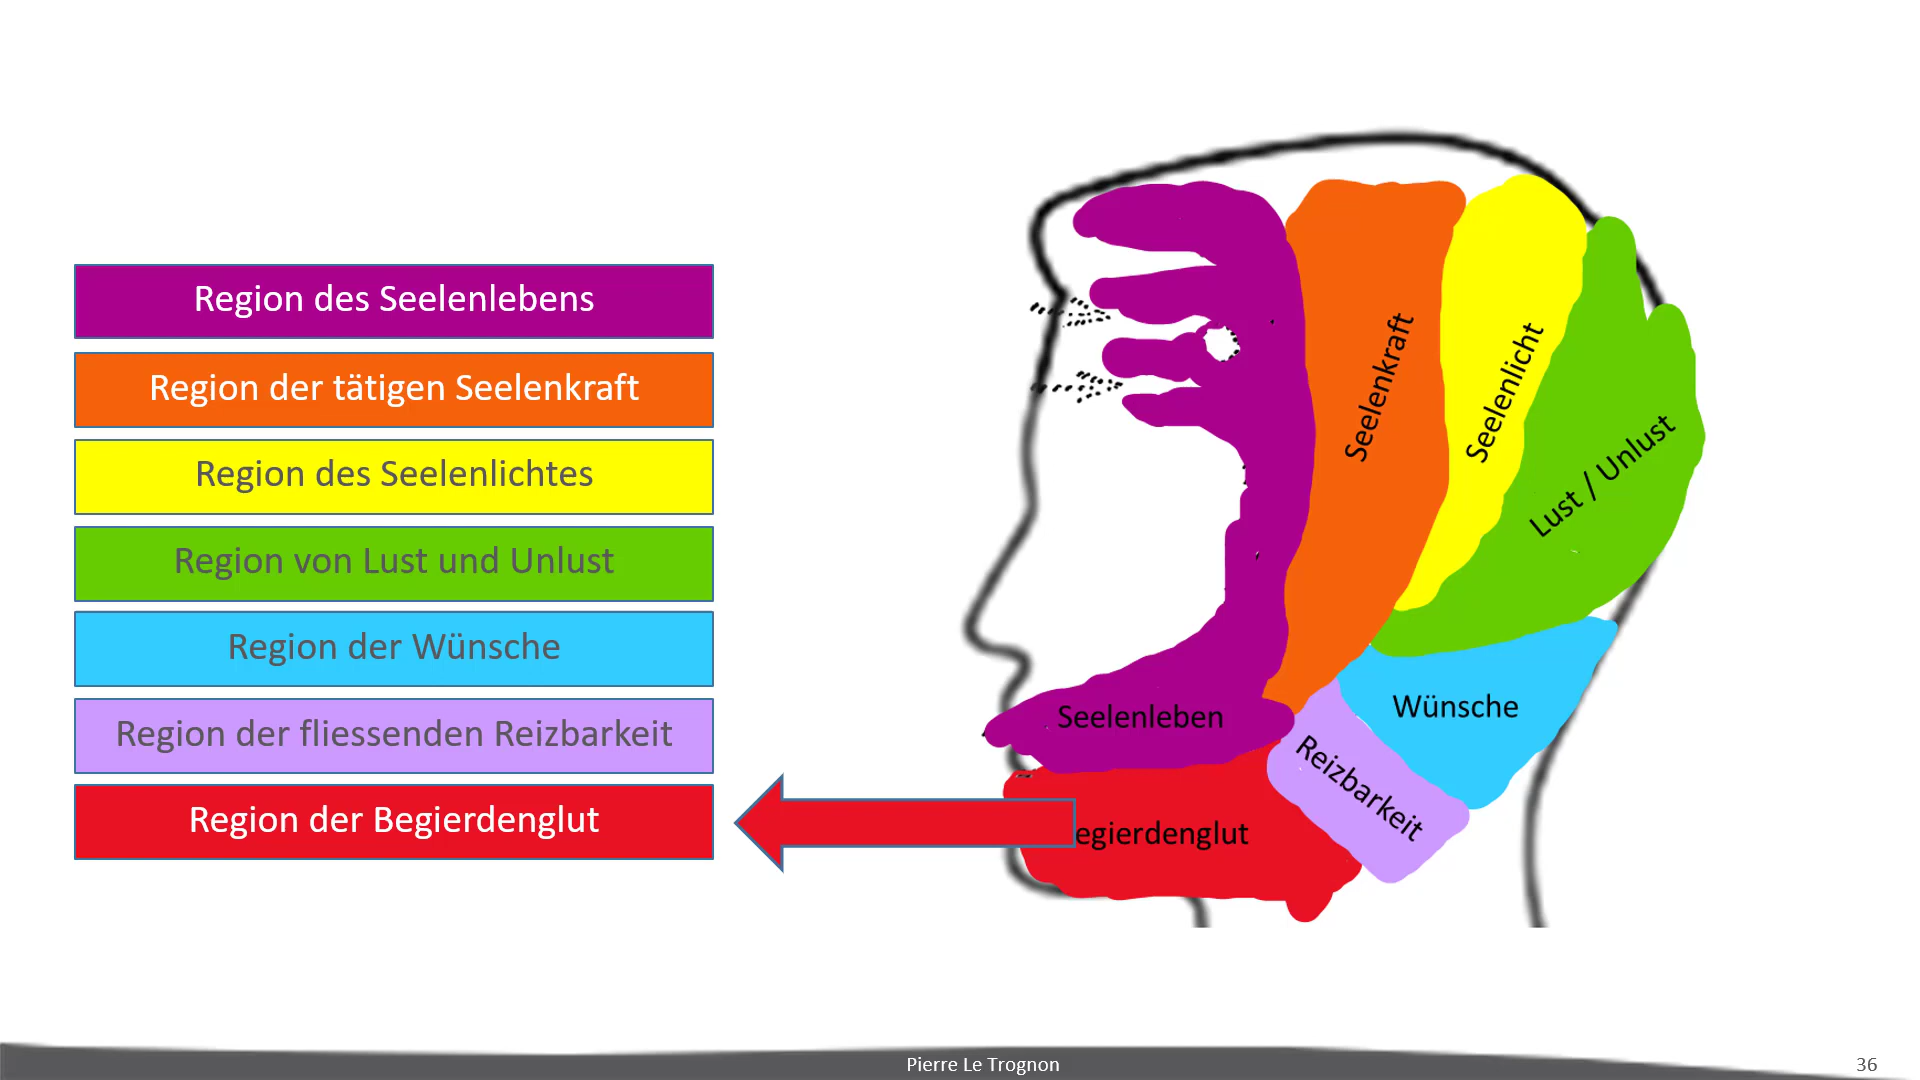 Region des Seelenlebens
Region der tätigen Seelenkraft
Region des Seelenlichtes
Region von Lust und Unlust
Region der Wünsche
Region der fliessenden Reizbarkeit
Region der Begierdenglut
Seelenkraft
Seelenlicht
Lust / Unlust
Seelenleben
Wünsche
Reizbarkeit
egierdenglut
Pierre Le Trognon
36